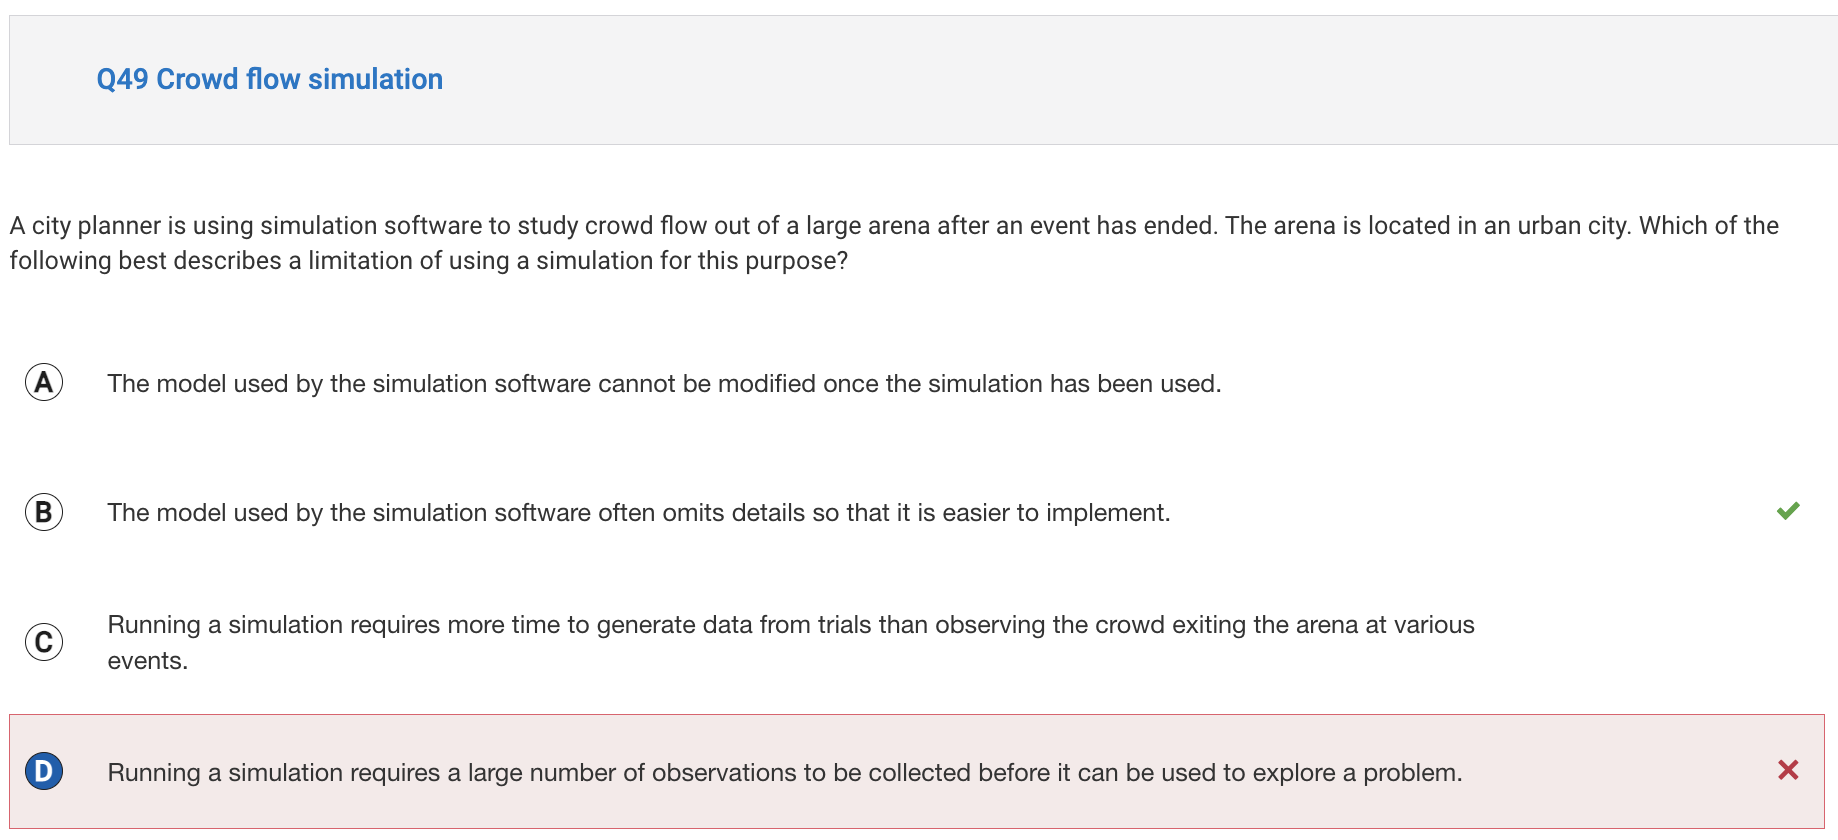 Q49 Crowd flow simulation
A city planner is using simulation software to study crowd flow out of a large arena after an event has ended. The arena is located in an urban city. Which of the
following best describes a limitation of using a simulation for this purpose?
A The model used by the simulation software cannot be modified once the simulation has been used.
B The model used by the simulation software often omits details so that it is easier to implement.
C Running a simulation requires more time to generate data from trials than observing the crowd exiting the arena at various
events.
D Running a simulation requires a large number of observations to be collected before it can be used to explore a problem.